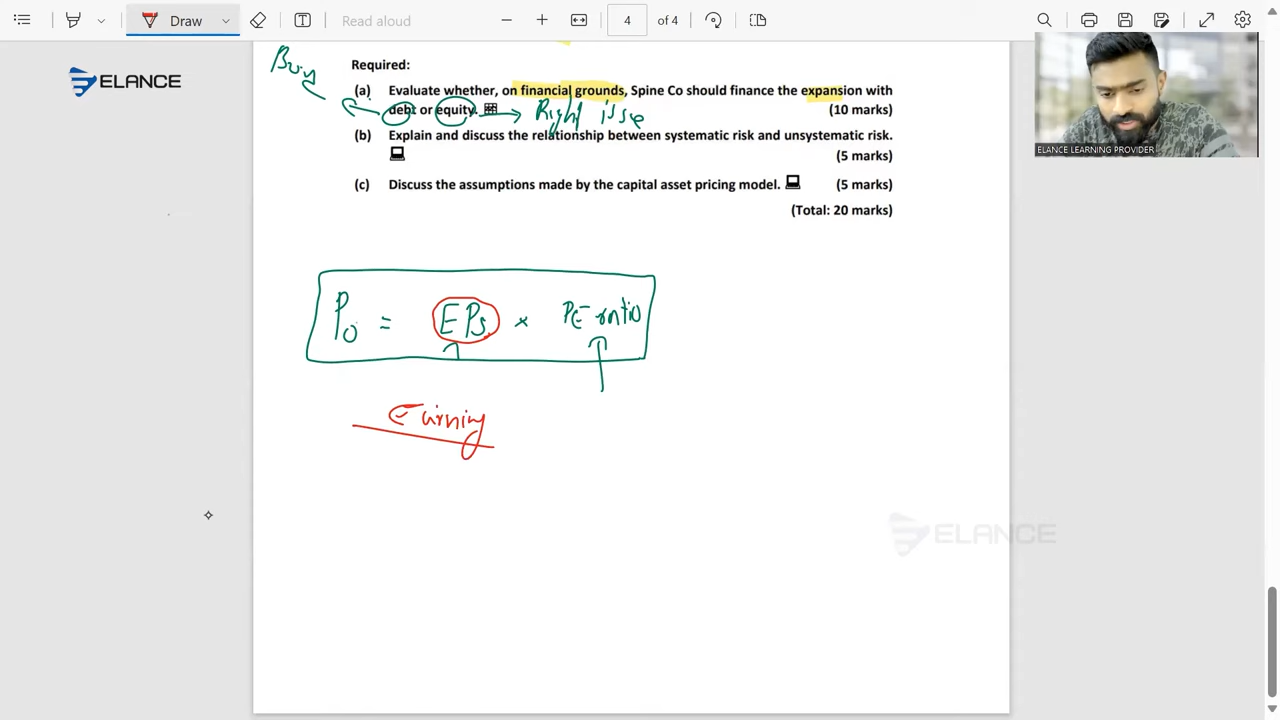 Draw
Read aloud
4
of 4
ELANCE
Required:
(a) Evaluate whether, on financial grounds, Spine Co should finance the expansion with
debt or equity. → Right issue
(10 marks)
(b) Explain and discuss the relationship between systematic risk and unsystematic risk.
(5 marks)
(c) Discuss the assumptions made by the capital asset pricing model.
(5 marks)
(Total: 20 marks)
P0 = EPS × PE ratio
Earning
ELANCE
ELANCE LEARNING PROVIDER